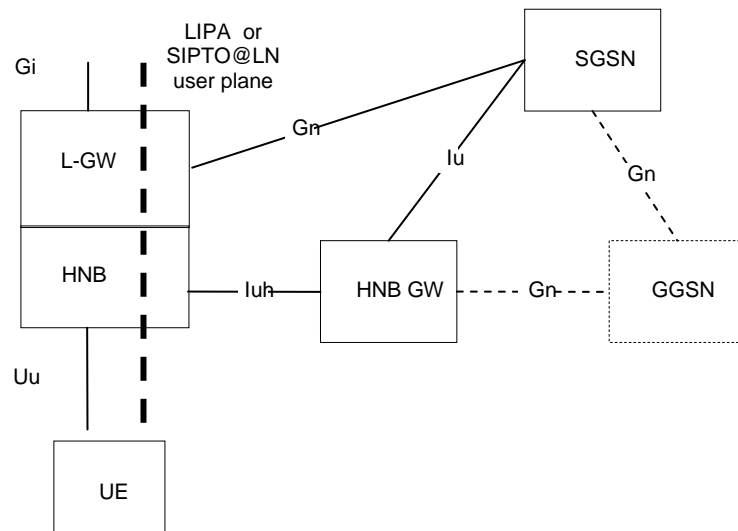 LIPA or
SIPTO@LN
user plane
Gi
SGSN
Gn
L-GW
Iu
Gn
HNB
Iuh
HNB GW
Gn
GGSN
Uu
UE